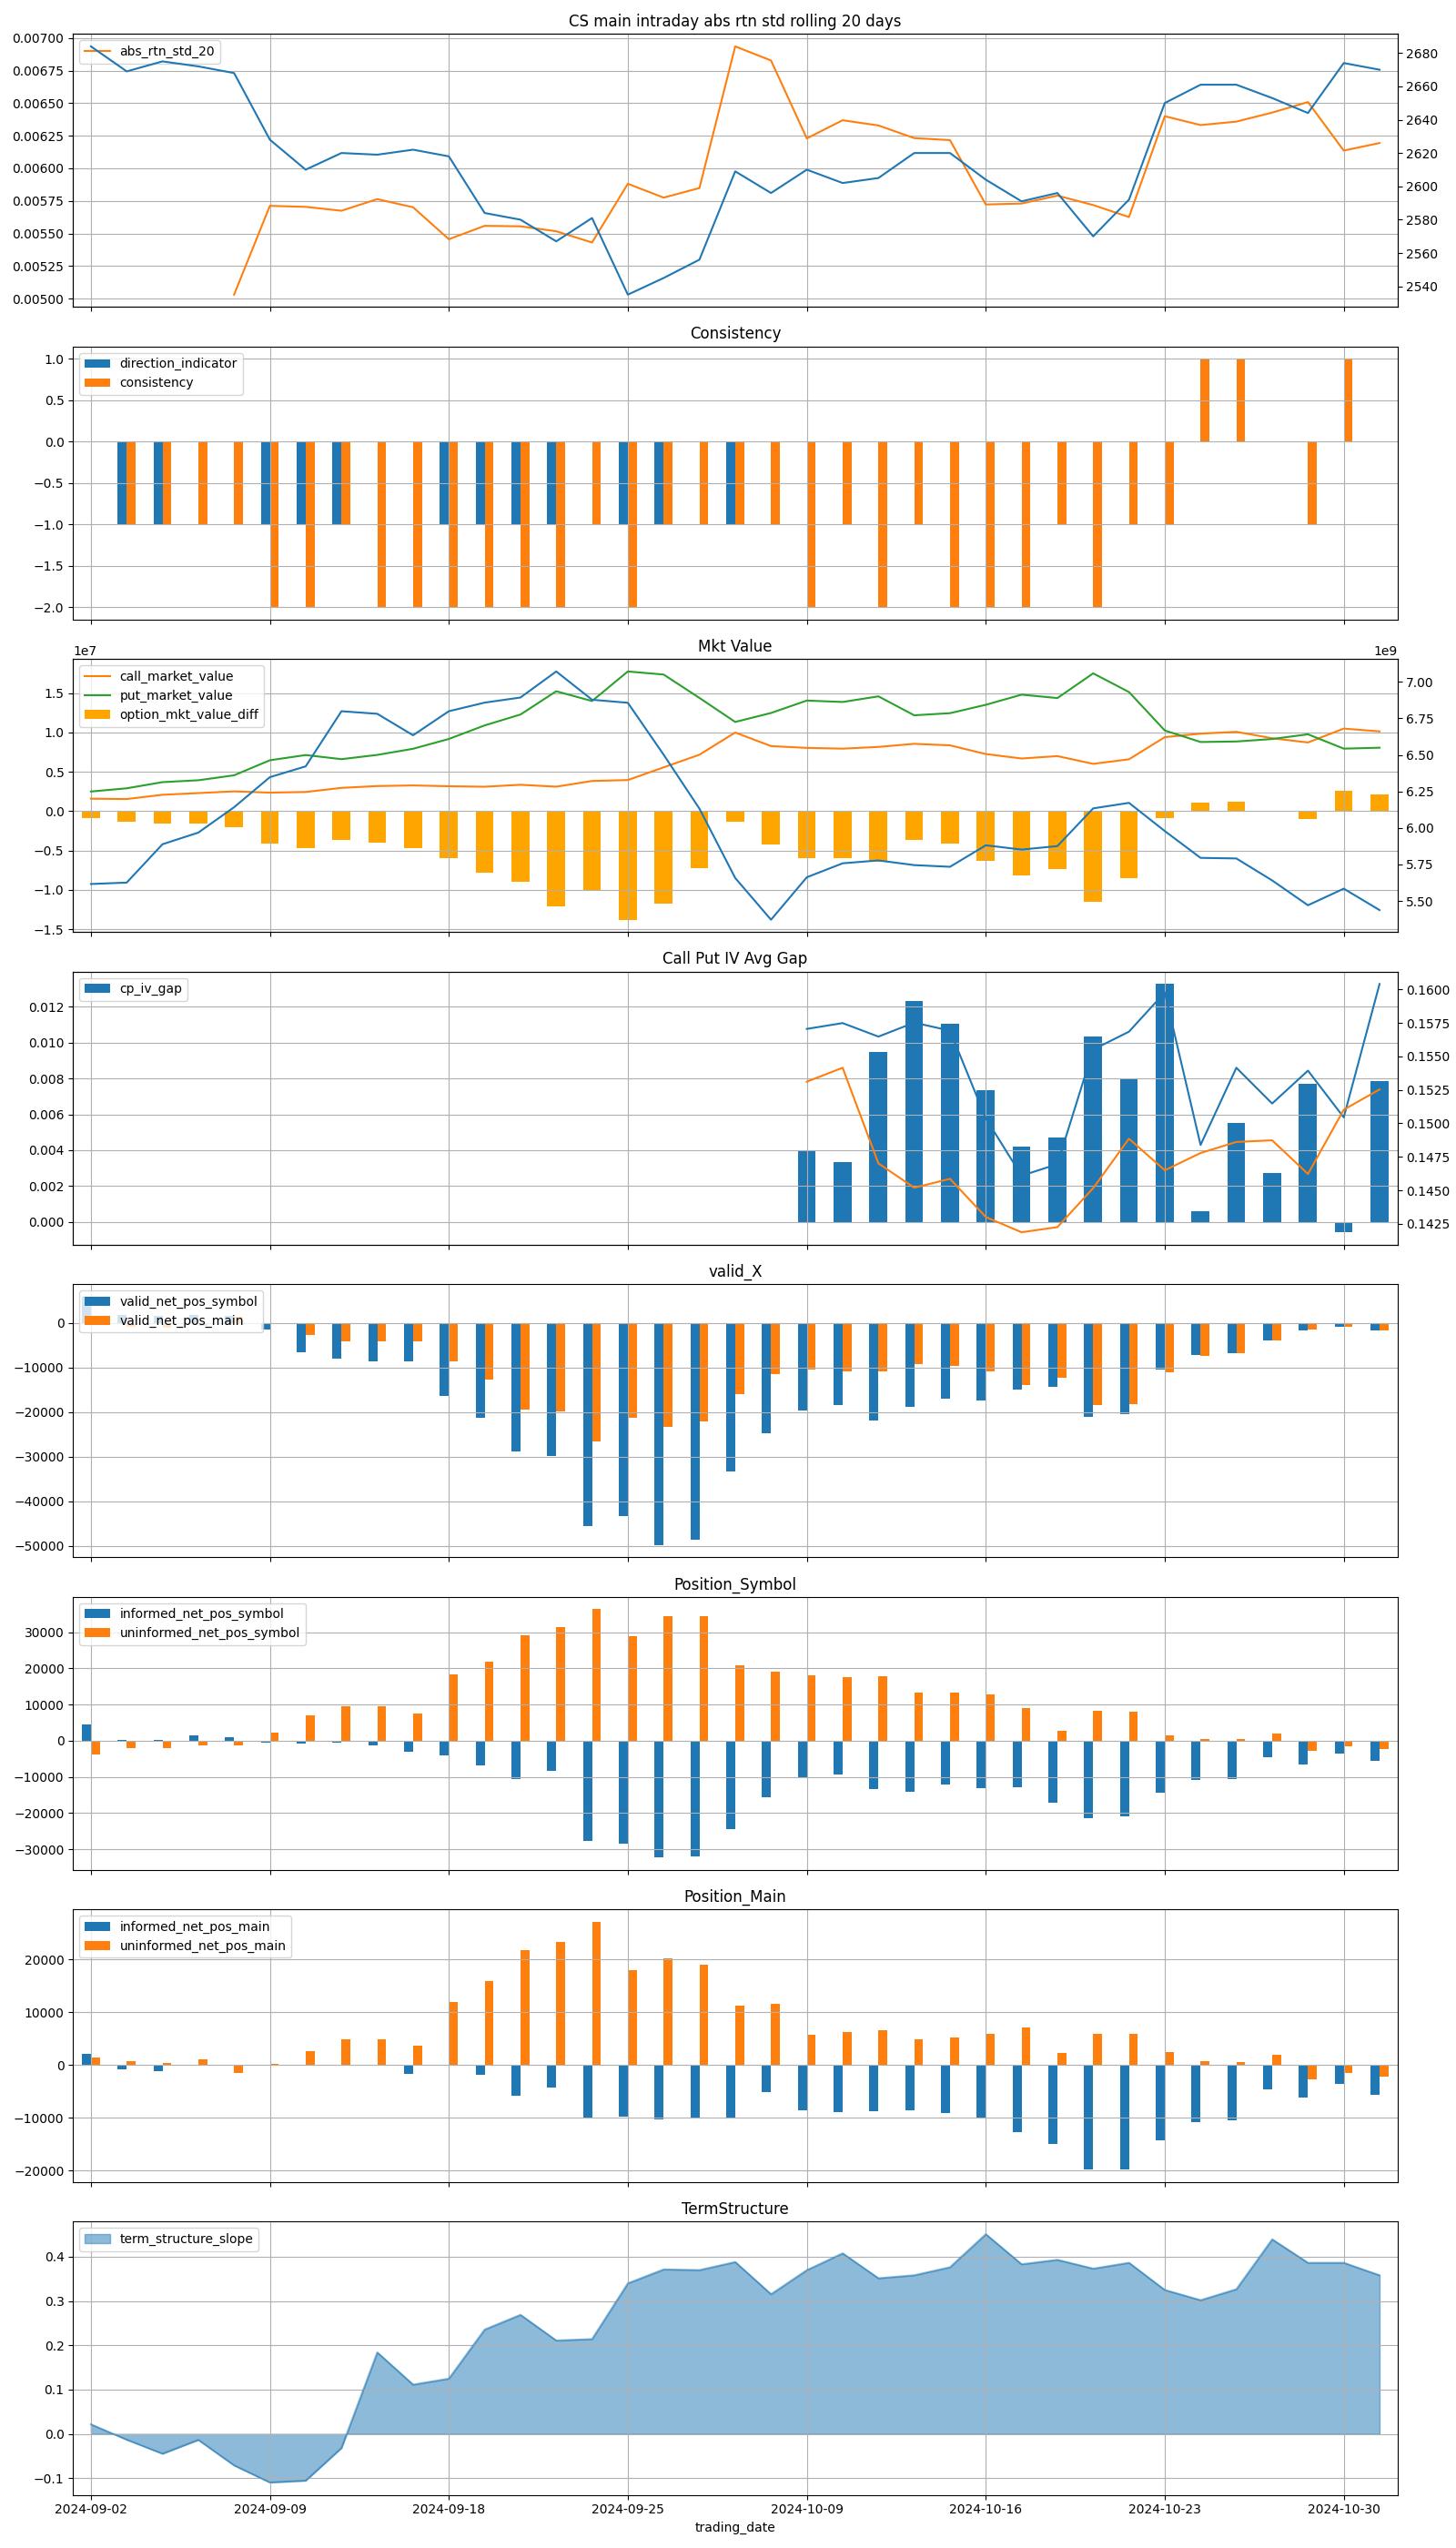 CS main intraday abs rtn std rolling 20 days
abs_rtn_std_20
0.00700
0.00675
0.00650
0.00625
0.00600
0.00575
0.00550
0.00525
0.00500
2680
2660
2640
2620
2600
2580
2560
2540
Consistency
direction_indicator
consistency
1.0
0.5
0.0
−0.5
−1.0
−1.5
−2.0
Mkt Value
1e7
1e9
call_market_value
put_market_value
option_mkt_value_diff
1.5
1.0
0.5
0.0
−0.5
−1.0
−1.5
7.00
6.75
6.50
6.25
6.00
5.75
5.50
Call Put IV Avg Gap
cp_iv_gap
0.012
0.010
0.008
0.006
0.004
0.002
0.000
0.1600
0.1575
0.1550
0.1525
0.1500
0.1475
0.1450
0.1425
valid_X
valid_net_pos_symbol
valid_net_pos_main
0
−10000
−20000
−30000
−40000
−50000
Position_Symbol
informed_net_pos_symbol
uninformed_net_pos_symbol
30000
20000
10000
0
−10000
−20000
−30000
Position_Main
informed_net_pos_main
uninformed_net_pos_main
20000
10000
0
−10000
−20000
TermStructure
term_structure_slope
0.4
0.3
0.2
0.1
0.0
−0.1
2024-09-02 2024-09-09 2024-09-18 2024-09-25 2024-10-09 2024-10-16 2024-10-23 2024-10-30
trading_date